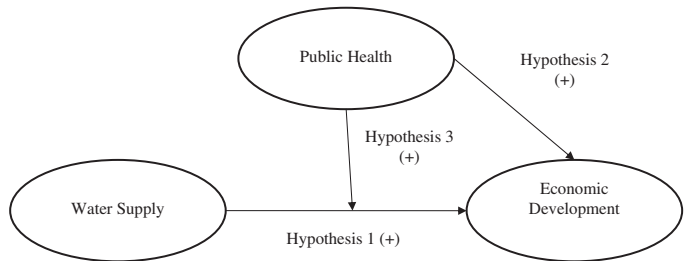 Public Health
Hypothesis 2
(+)
Hypothesis 3
(+)
Water Supply
Economic
Development
Hypothesis 1 (+)